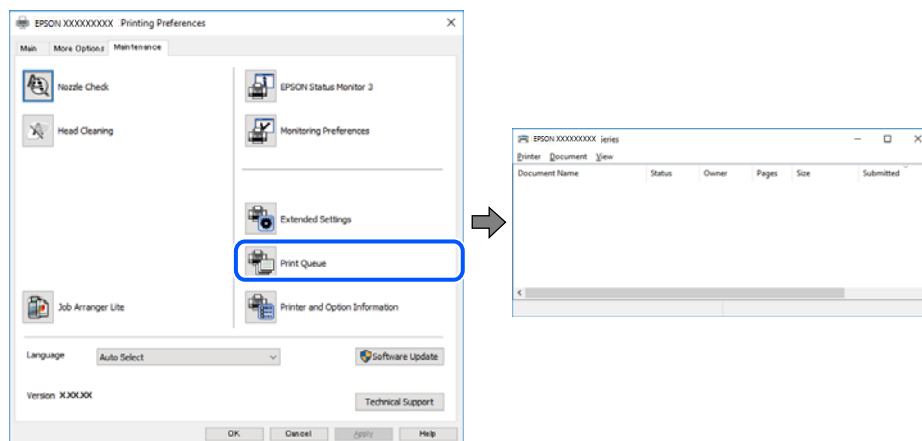 EPSON XXXXXXXXX Printing Preferences
Main More Options Maintenance
Nozzle Check
EPSON Status Monitor 3
Head Cleaning
Monitoring Preferences
Extended Settings
Print Queue
Job Arranger Lite
Printer and Option Information
Language Auto Select Software Update
Version X.XX.XX
Technical Support
OK Cancel Apply Help
EPSON XXXXXXXXX ieries
Printer Document View
Document Name Status Owner Pages Size Submitted